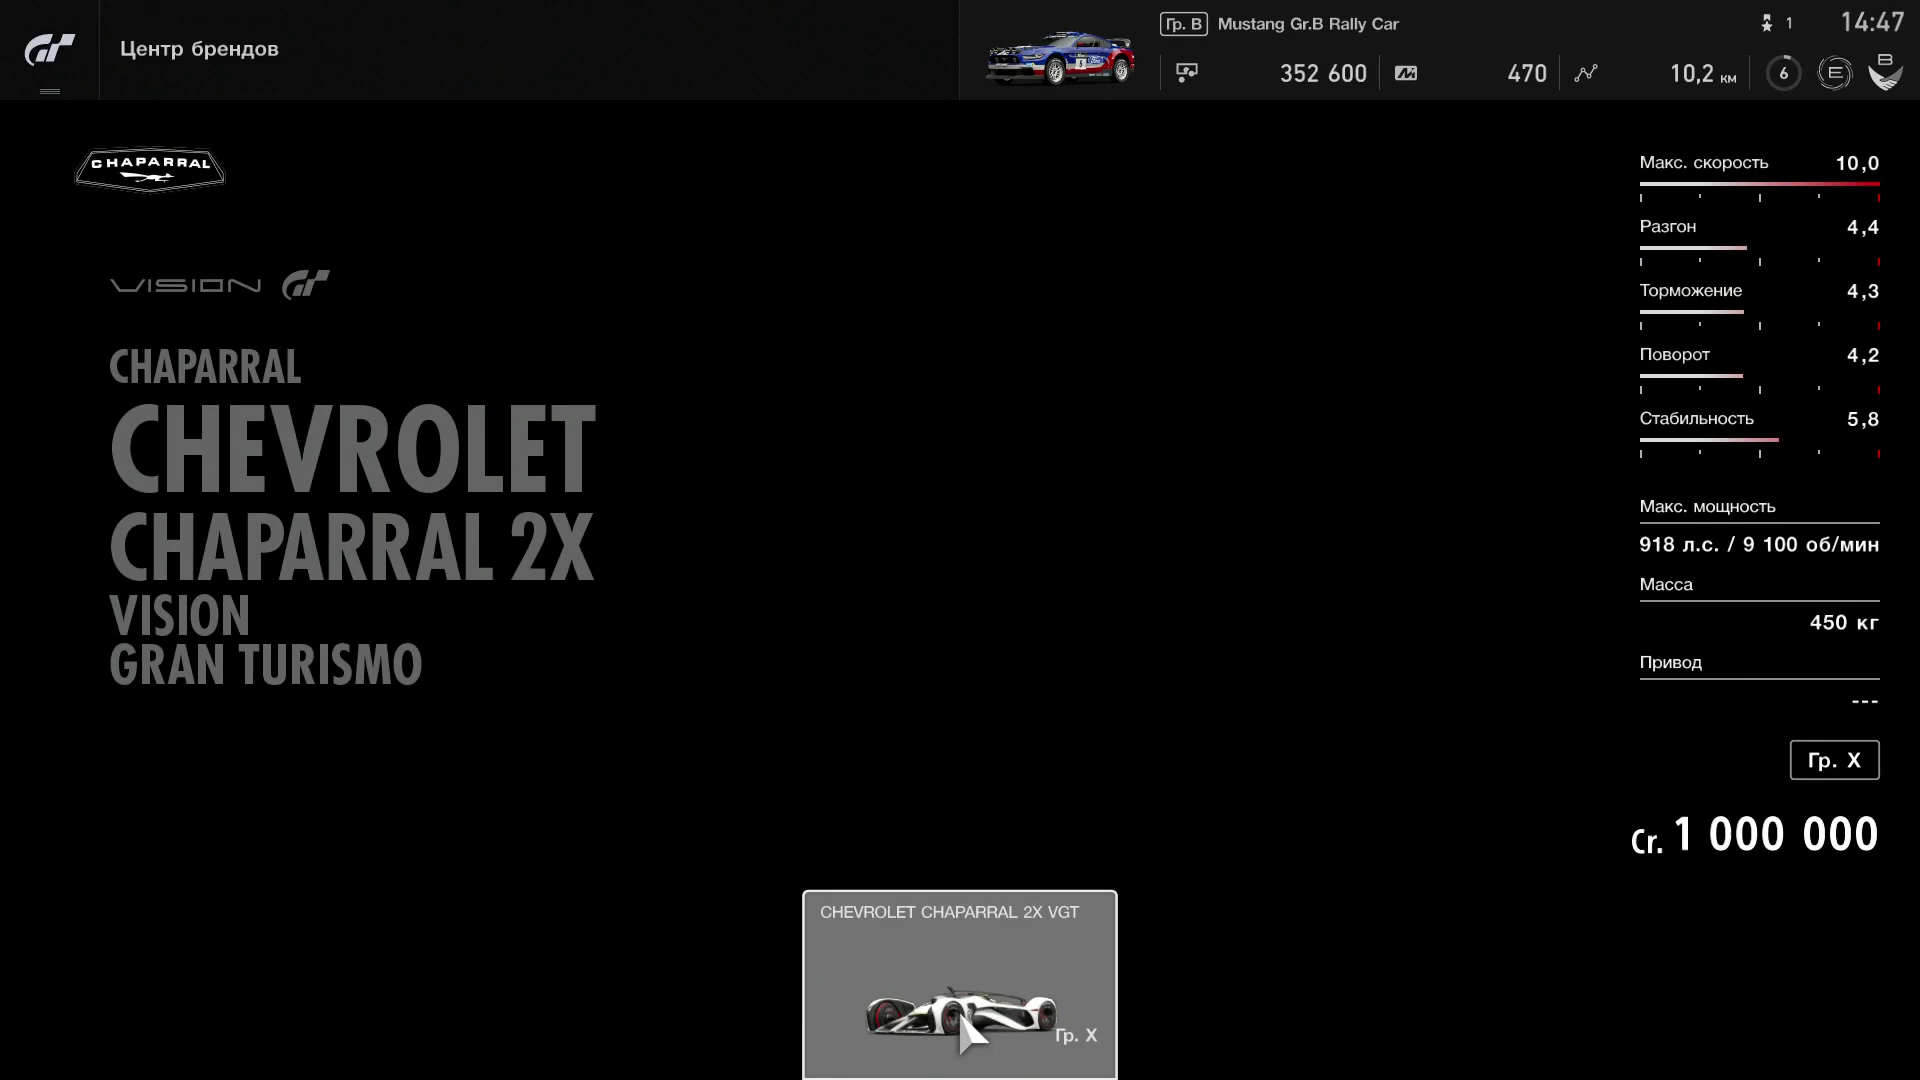 Центр брендов
Гр. B Mustang Gr.B Rally Car
1
14:47
352 600
470
10,2 км
6
E
B
CHAPARRAL
VISION GT
CHAPARRAL
CHEVROLET
CHAPARRAL 2X
VISION
GRAN TURISMO
Макс. скорость 10,0
Разгон 4,4
Торможение 4,3
Поворот 4,2
Стабильность 5,8
Макс. мощность
918 л.с. / 9 100 об/мин
Масса
450 кг
Привод
---
Гр. X
Cr. 1 000 000
CHEVROLET CHAPARRAL 2X VGT
Гр. X